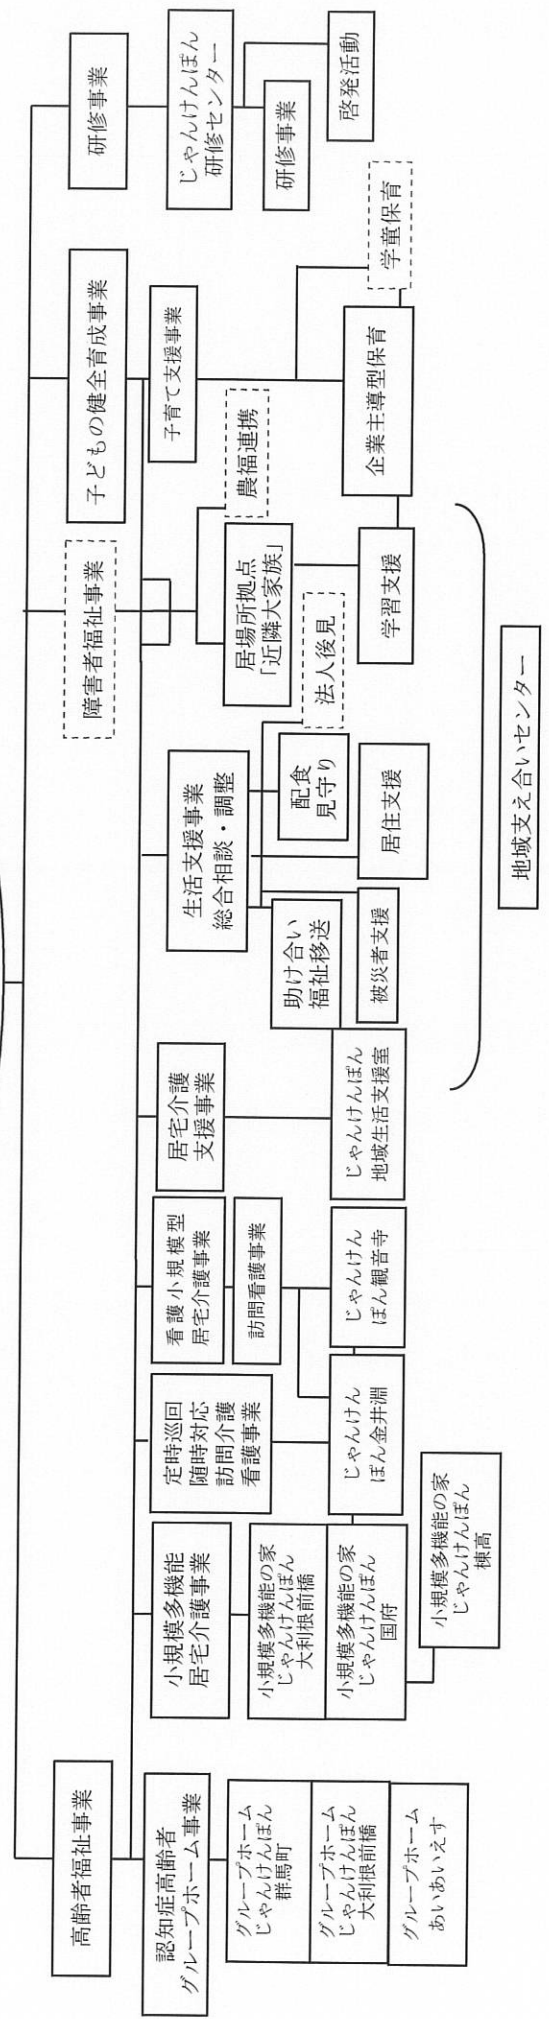 高齢者福祉事業
障害者福祉事業
子どもの健全育成事業
研修事業
認知症高齢者
グループホーム事業
グループホーム
じゃんけんぽん
群馬町
グループホーム
じゃんけんぽん
大利根前橋
グループホーム
あいあいえす
小規模多機能
居宅介護事業
小規模多機能の家
じゃんけんぽん
大利根前橋
小規模多機能の家
じゃんけんぽん
国府
小規模多機能の家
じゃんけんぽん
棟高
定時巡回
随時対応
訪問介護
看護事業
じゃんけん
ぽん金井淵
看護小規模型
居宅介護事業
訪問看護事業
じゃんけん
ぽん観音寺
居宅介護
支援事業
じゃんけんぽん
地域生活支援室
生活支援事業
総合相談・調整
助け合い
福祉移送
被災者支援
配食
見守り
居住支援
法人後見
居場所拠点
「近隣大家族」
農福連携
学習支援
子育て支援事業
企業主導型保育
学童保育
じゃんけんぽん
研修センター
研修事業
啓発活動
地域支え合いセンター